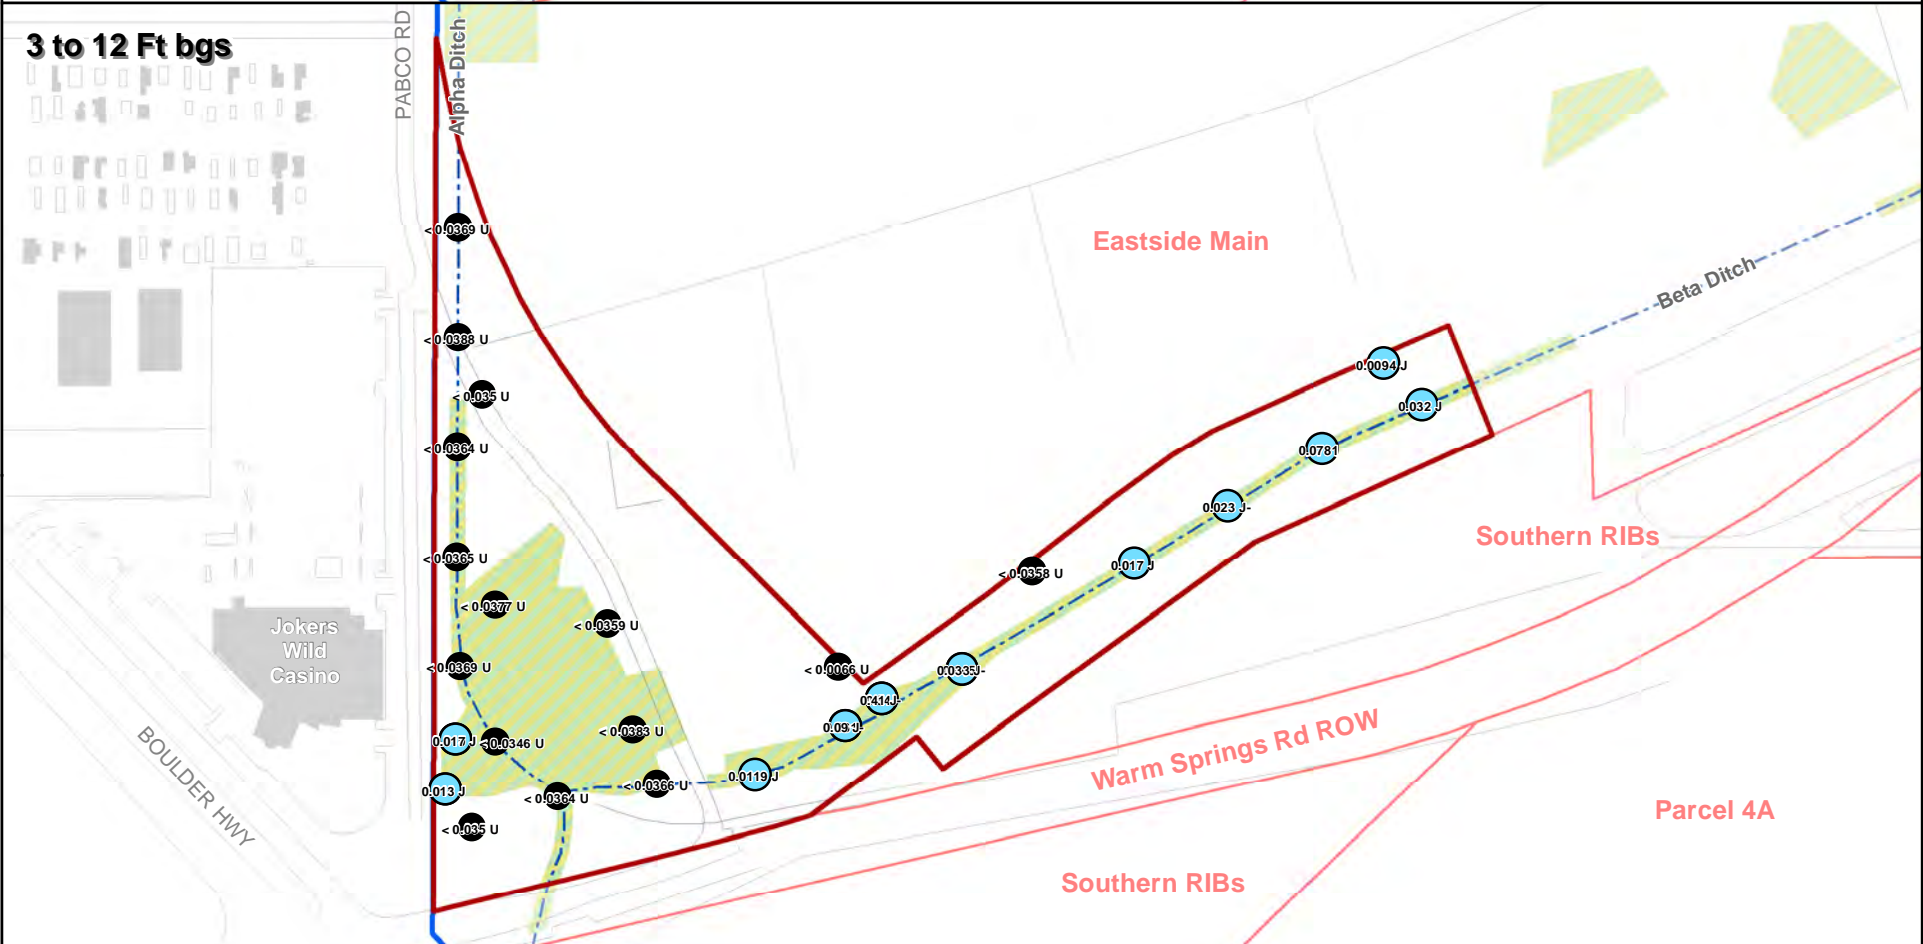 3 to 12 Ft bgs
PABCO RD
Alpha Ditch
< 0.0369 U
Eastside Main
Beta Ditch
< 0.0388 U
0.0094 J
< 0.035 U
0.032 J
< 0.0364 U
0.0781
0.023 J-
Southern RIBs
< 0.0365 U
0.017 J
< 0.0358 U
< 0.0377 U
< 0.0359 U
Jokers
Wild
Casino
< 0.0369 U
< 0.0066 U
0.0335 J-
0.093 J-
< 0.0383 U
0.017 J
< 0.0346 U
Warm Springs Rd ROW
BOULDER HWY
0.0119 J
< 0.0366 U
0.013 J
< 0.0364 U
Parcel 4A
< 0.035 U
Southern RIBs